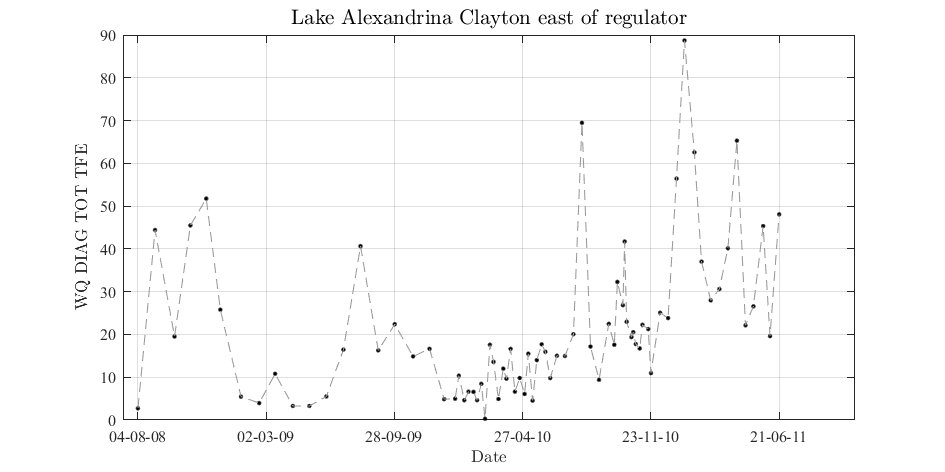 Lake Alexandrina Clayton east of regulator
WQ DIAG TOT TFE
90
80
70
60
50
40
30
20
10
0
04-08-08 02-03-09 28-09-09 27-04-10 23-11-10 21-06-11
Date